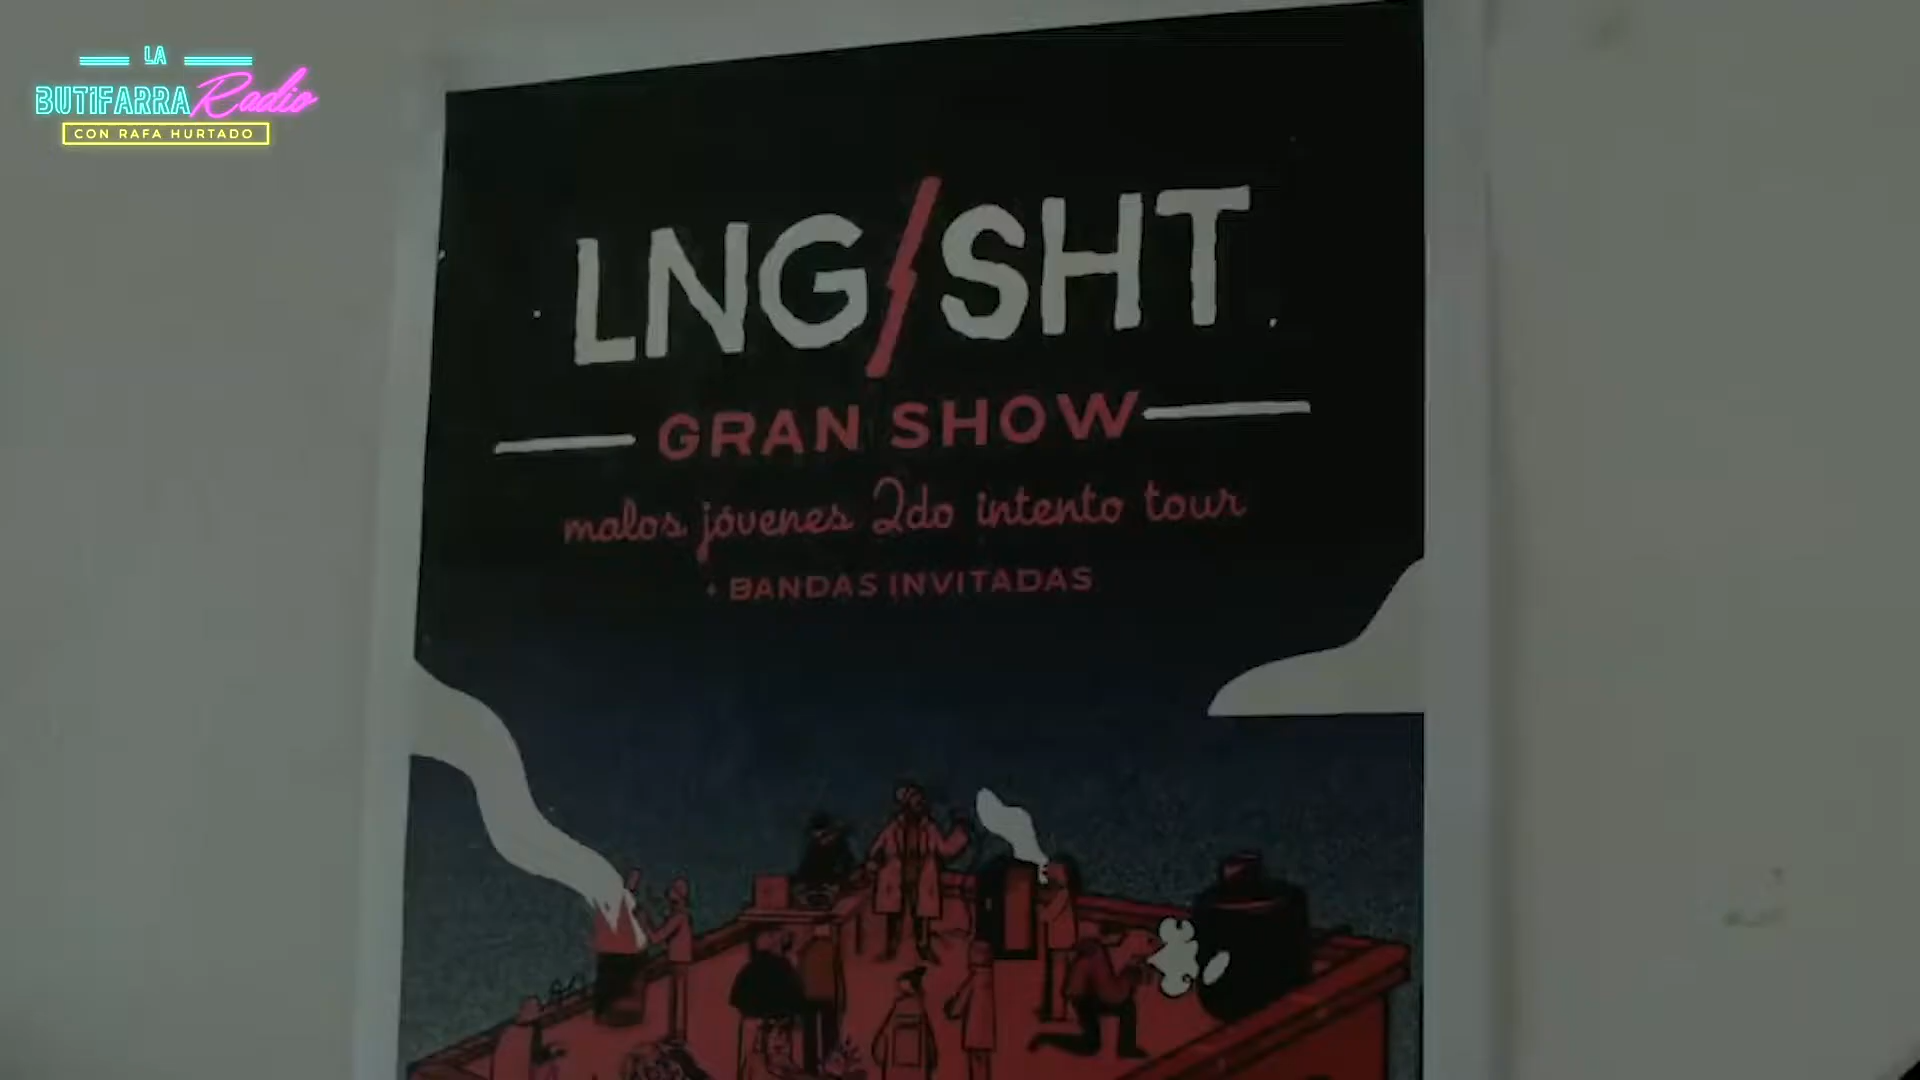 LA
BUTIFARRA Radio
CON RAFA HURTADO
LNG/SHT
GRAN SHOW
malos jóvenes 2do intento tour
+ BANDAS INVITADAS